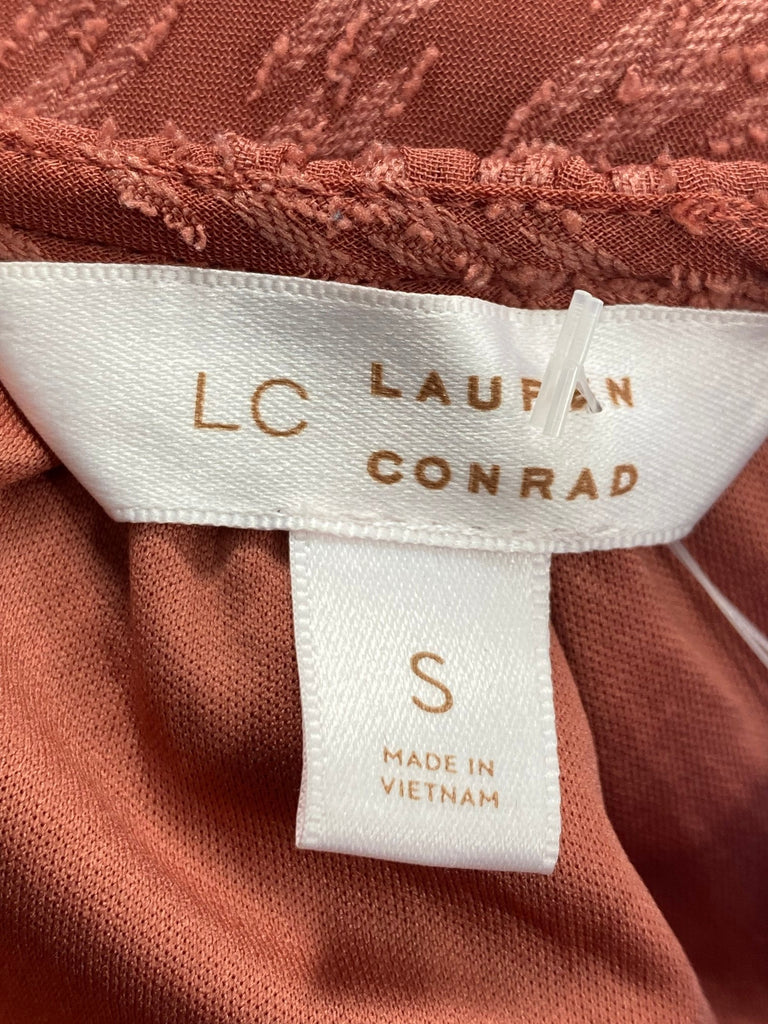 LC LAUREN
CONRAD
S
MADE IN
VIETNAM